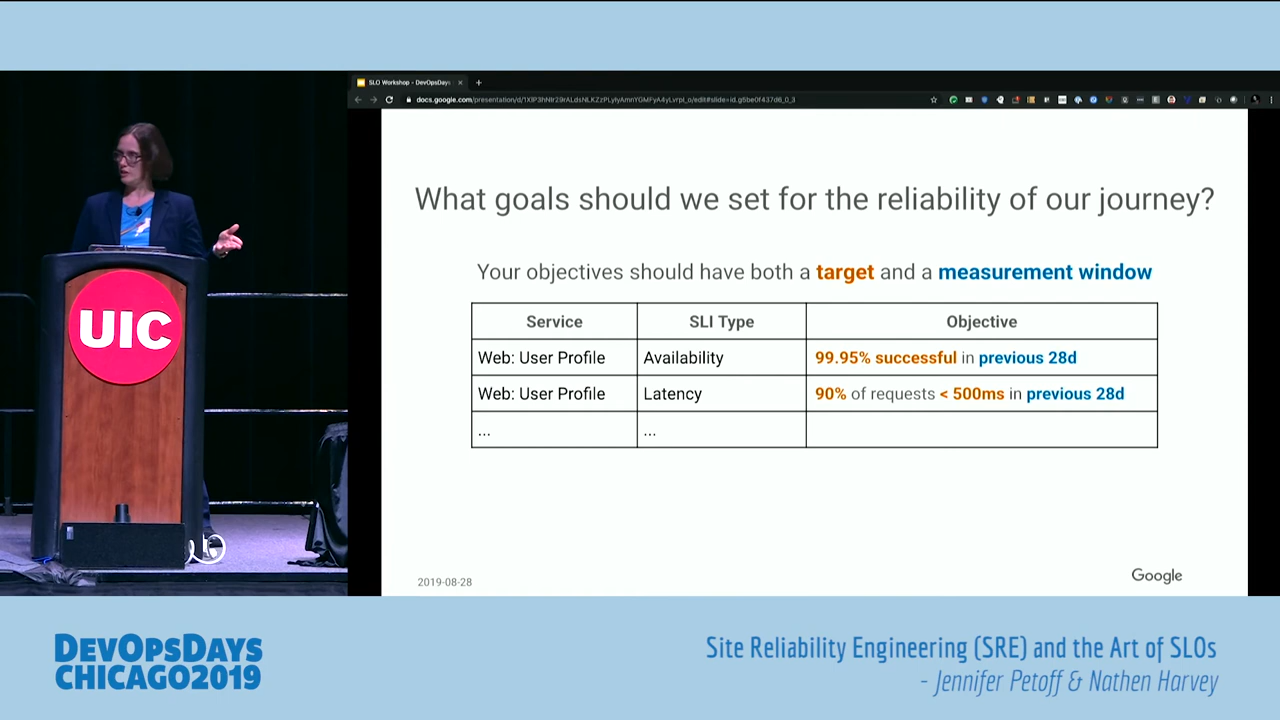 SLO Workshop - DevOpsDays
What goals should we set for the reliability of our journey?
Your objectives should have both a target and a measurement window
Service SLI Type Objective
Web: User Profile Availability 99.95% successful in previous 28d
Web: User Profile Latency 90% of requests < 500ms in previous 28d
... ...
2019-08-28
Google
UIC
DEVOPSDAYS
CHICAGO2019
Site Reliability Engineering (SRE) and the Art of SLOs
- Jennifer Petoff & Nathen Harvey